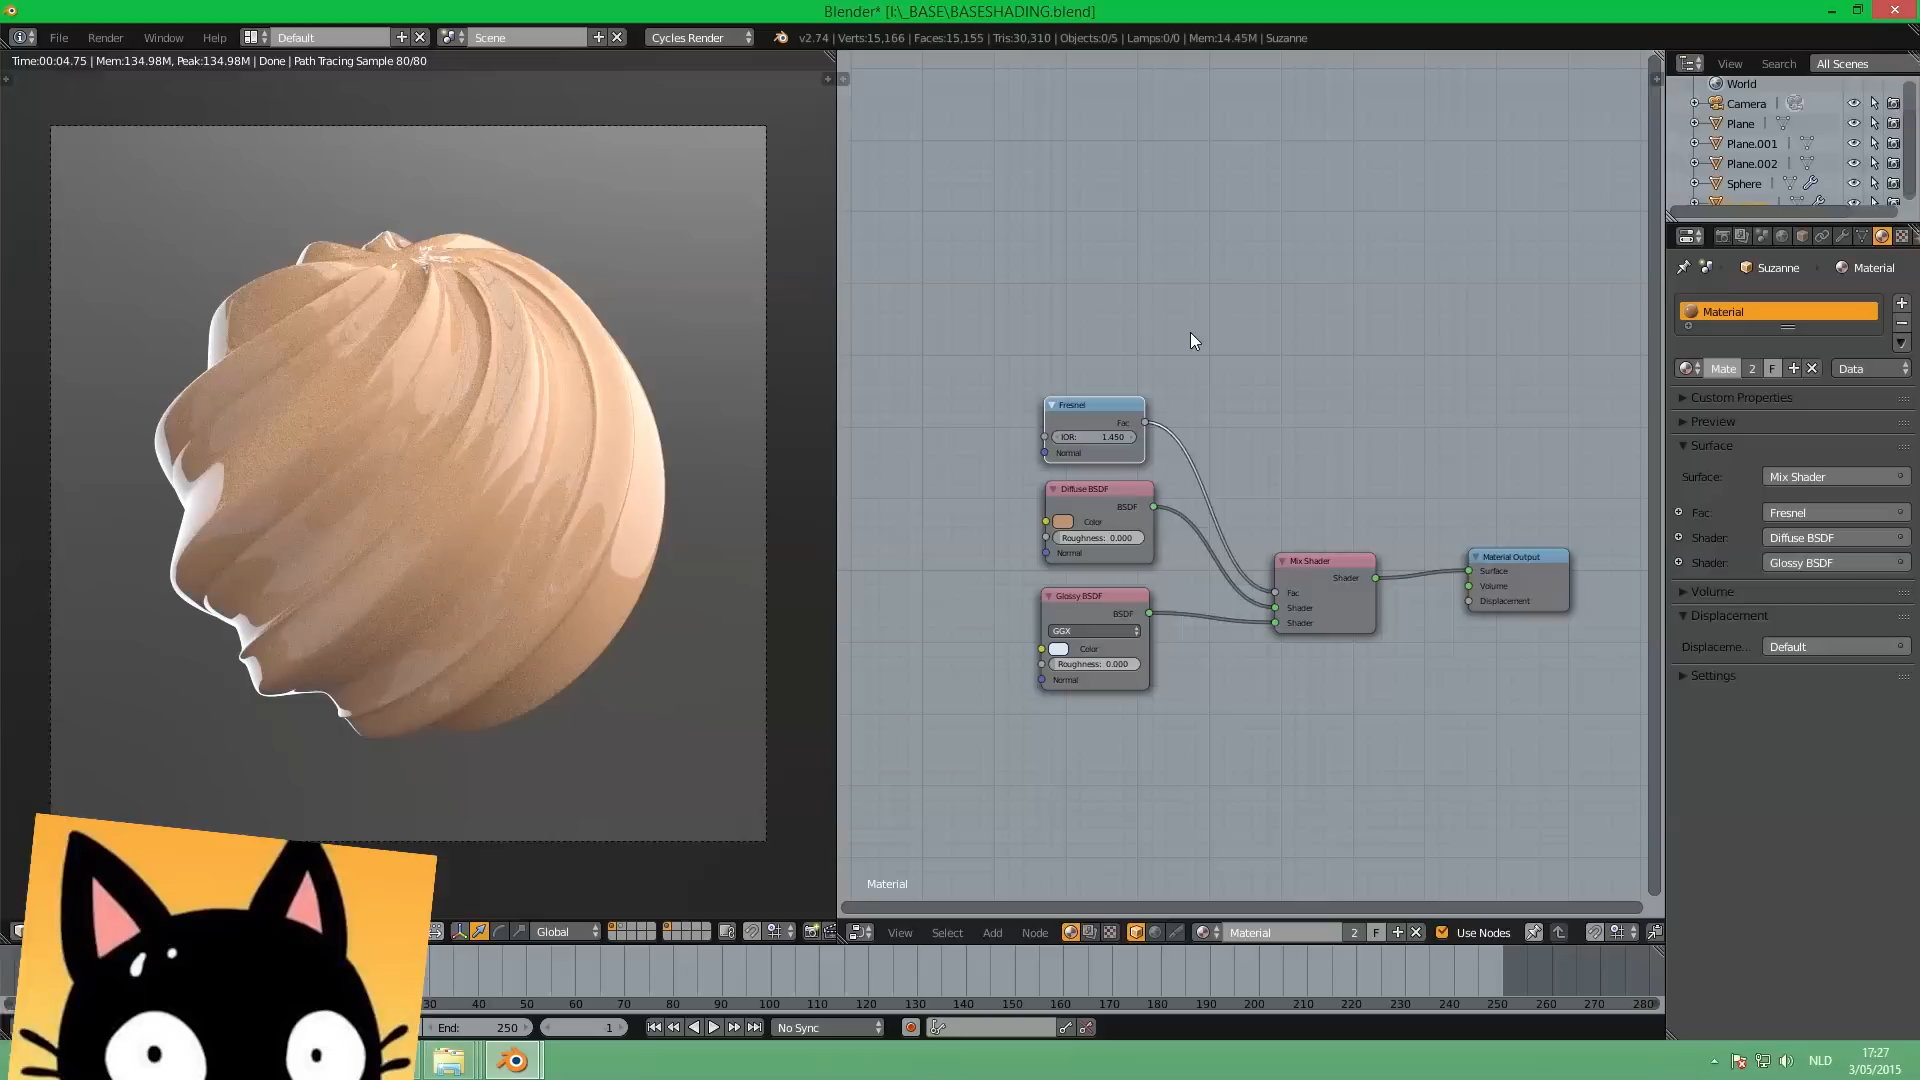 Blender* [I:\_BASE\BASESHADING.blend]
File Render Window Help Default Scene Cycles Render v2.74 | Verts:15,166 | Faces:15,155 | Tris:30,310 | Objects:0/5 | Lamps:0/0 | Mem:14.45M | Suzanne
Time:00:04.75 | Mem:134.98M, Peak:134.98M | Done | Path Tracing Sample 80/80
View Search All Scenes
World
Camera
Plane
Plane.001
Plane.002
Sphere
Suzanne Material
Material
Mate 2 F Data
Custom Properties
Preview
Surface
Surface: Mix Shader
Fac: Fresnel
Shader: Diffuse BSDF
Shader: Glossy BSDF
Volume
Displacement
Displaceme... Default
Settings
Fresnel
Fac
IOR: 1.450
Normal
Diffuse BSDF
BSDF
Color
Roughness: 0.000
Normal
Glossy BSDF
BSDF
GGX
Color
Roughness: 0.000
Normal
Mix Shader
Shader
Fac
Shader
Shader
Material Output
Surface
Volume
Displacement
Material
Global
View Select Add Node Material 2 F Use Nodes
30 40 50 60 70 80 90 100 110 120 130 140 150 160 170 180 190 200 210 220 230 240 250 260 270 280
End: 250 1 No Sync
NLD
17:27
3/05/2015